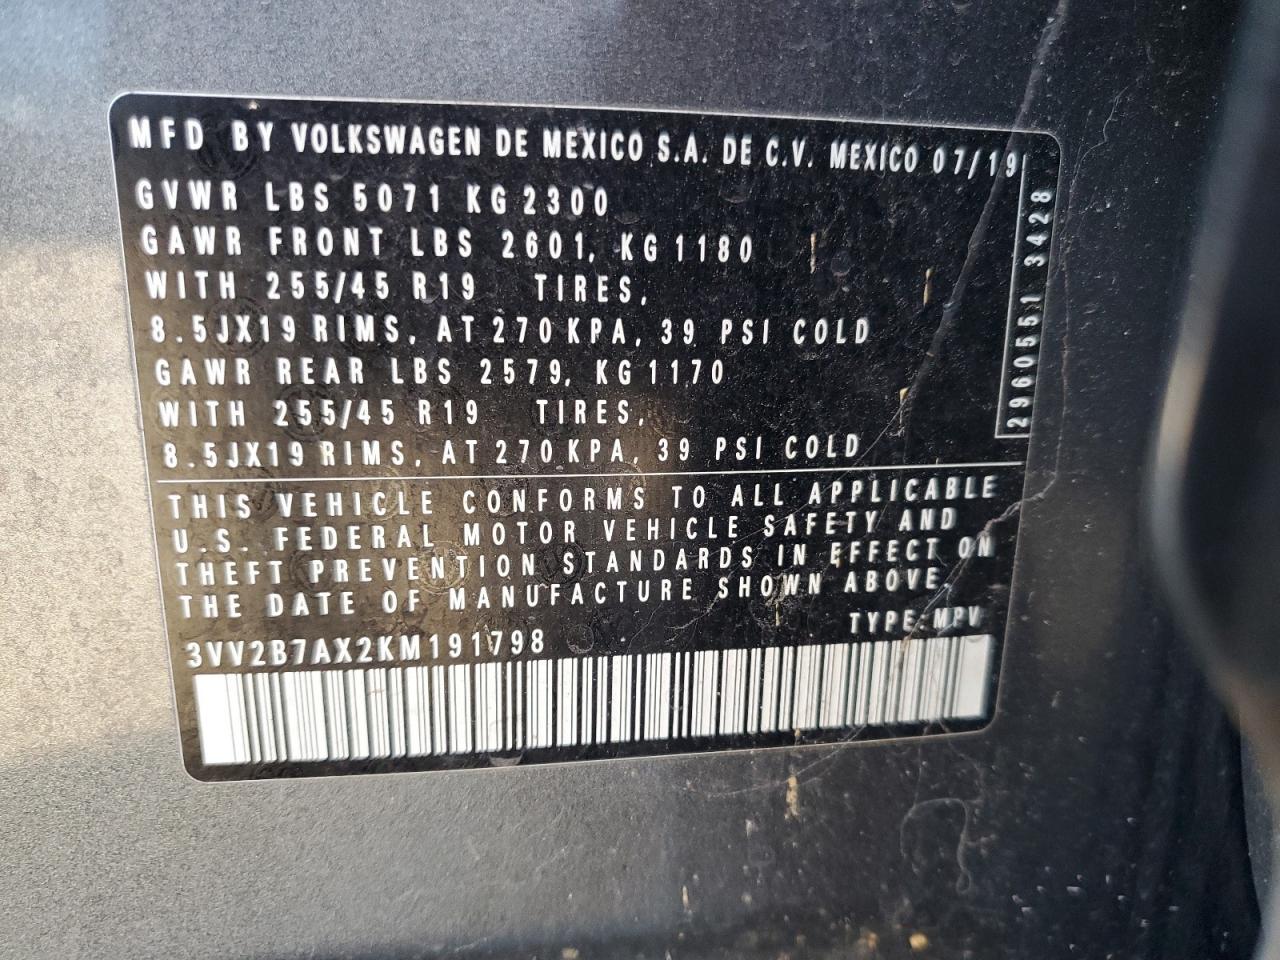 MFD BY VOLKSWAGEN DE MEXICO S.A. DE C.V. MEXICO 07/19
GVWR LBS 5071 KG 2300
GAWR FRONT LBS 2601, KG 1180
WITH 255/45 R19 TIRES,
8.5JX19 RIMS, AT 270 KPA, 39 PSI COLD
GAWR REAR LBS 2579, KG 1170
WITH 255/45 R19 TIRES,
8.5JX19 RIMS, AT 270 KPA, 39 PSI COLD
2960551 3428
THIS VEHICLE CONFORMS TO ALL APPLICABLE
U.S. FEDERAL MOTOR VEHICLE SAFETY AND
THEFT PREVENTION STANDARDS IN EFFECT ON
THE DATE OF MANUFACTURE SHOWN ABOVE.
TYPE: MPV
3VV2B7AX2KM191798